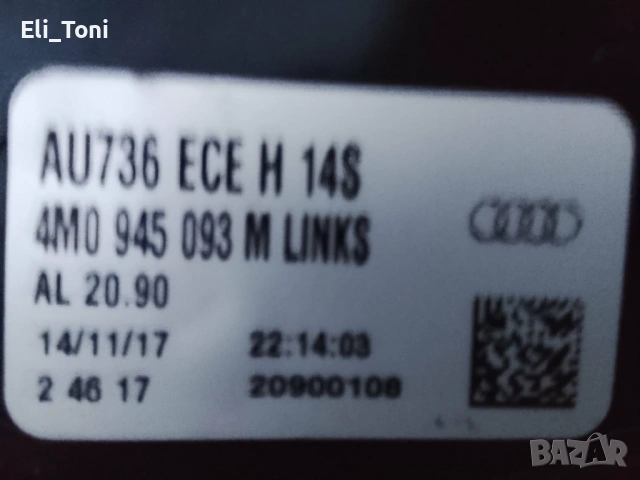 Eli_Toni
AU736 ECE H 14S
4M0 945 093 M LINKS
AL 20.90
14/11/17 22:14:03
2 46 17 20900108
BAZAR